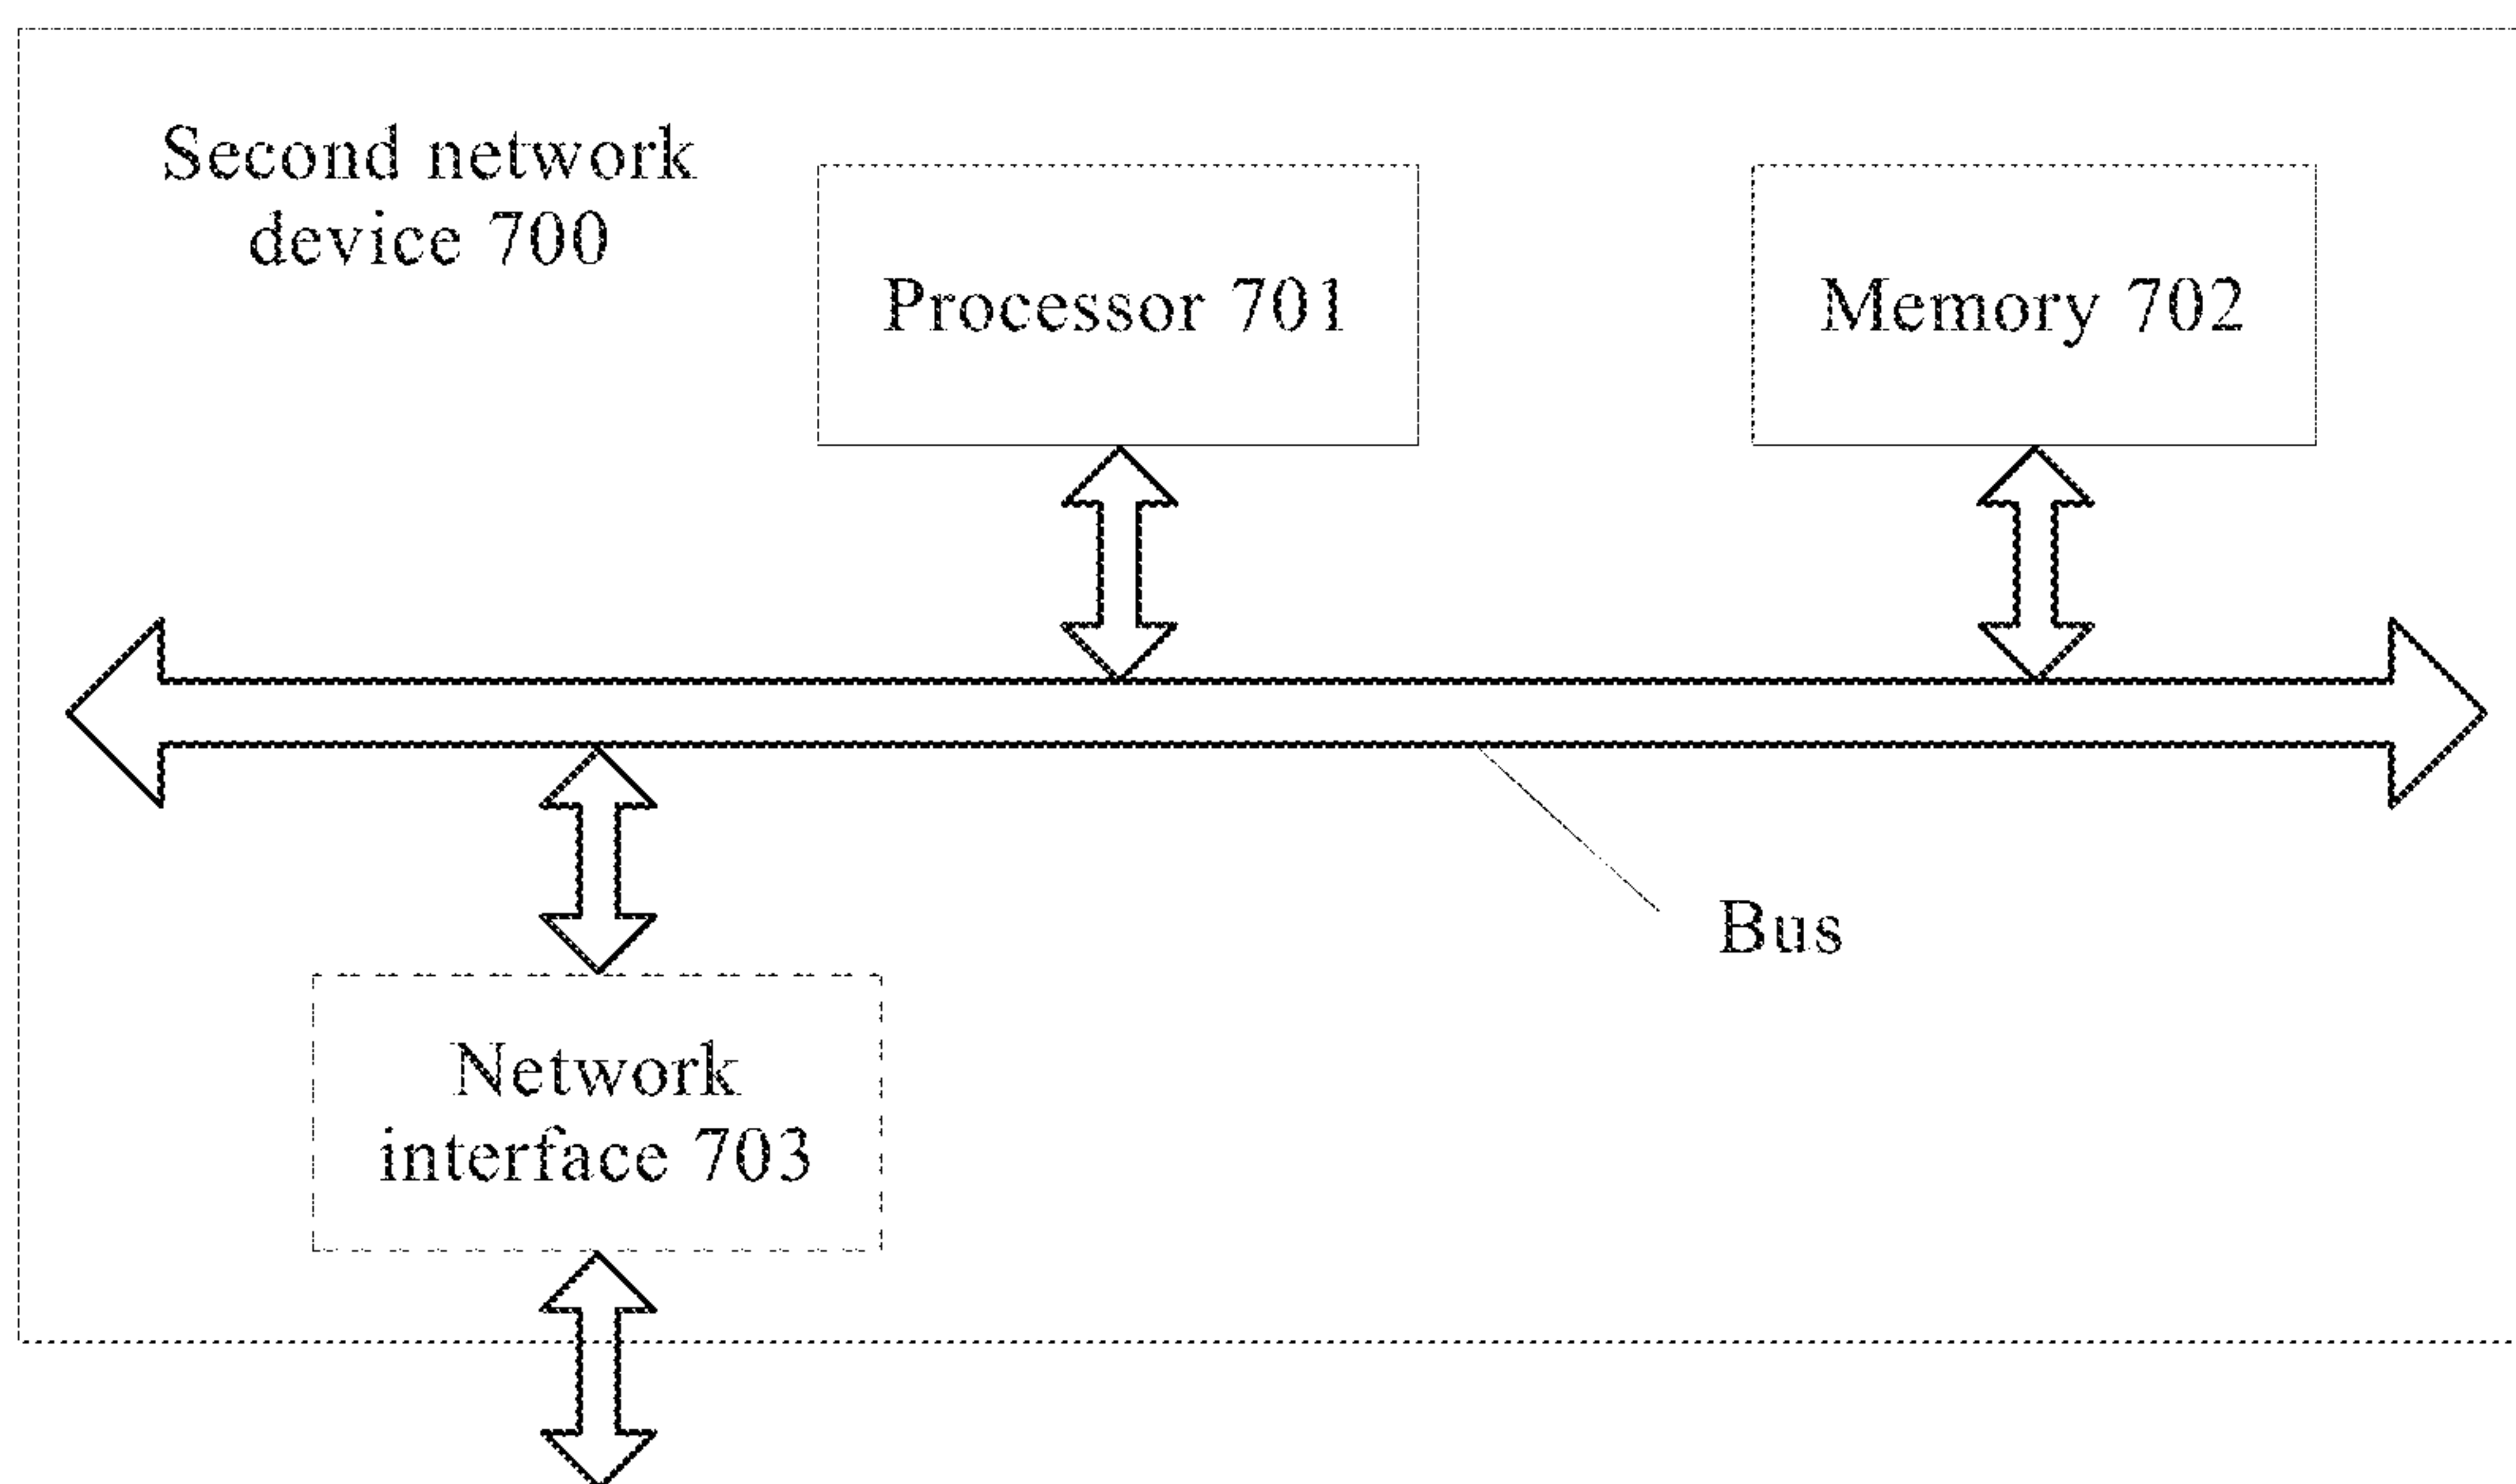 Second network
device 700
Processor 701
Memory 702
Bus
Network
interface 703